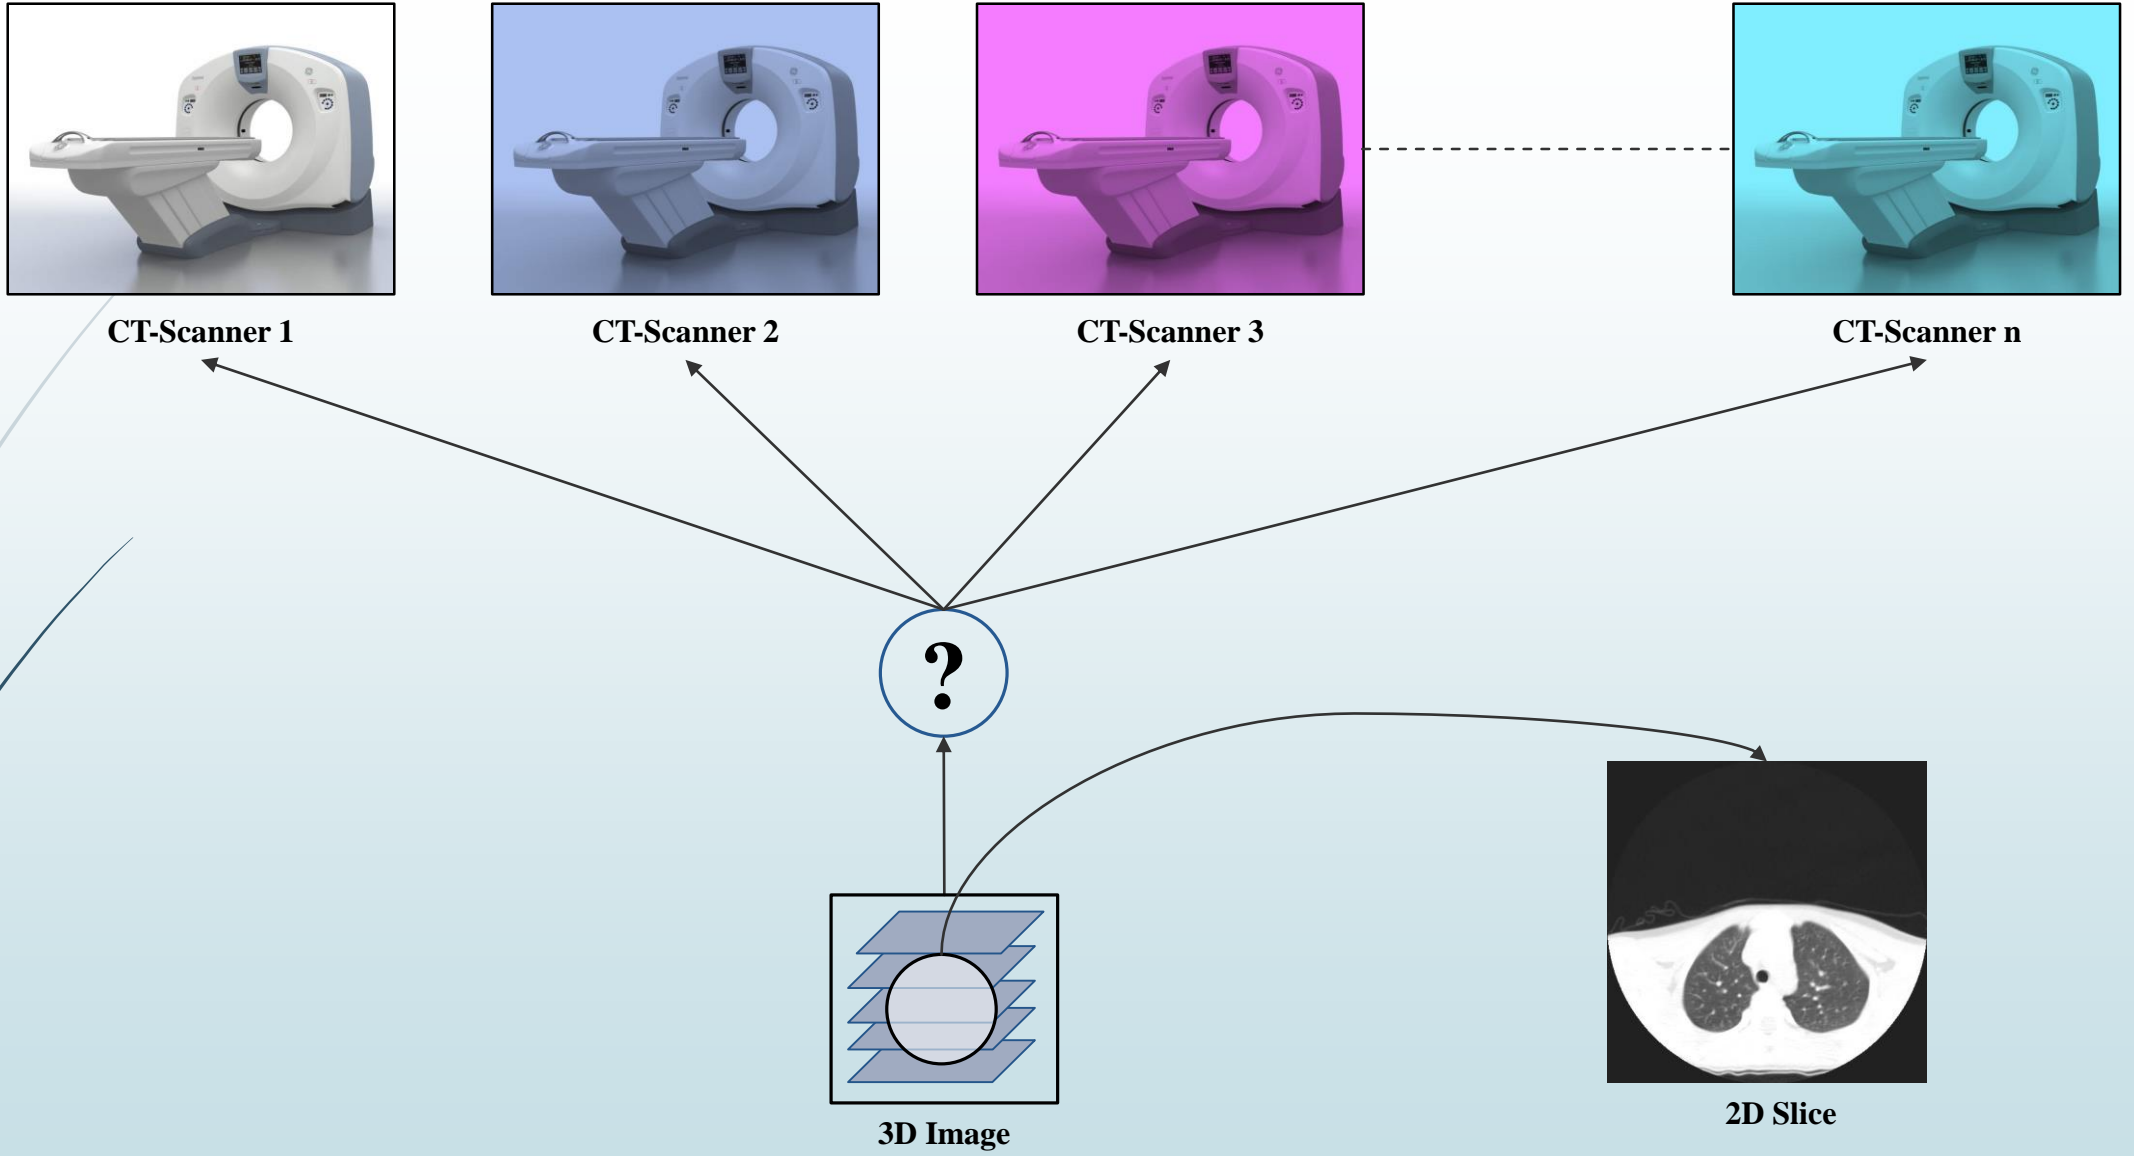 CT-Scanner 1
CT-Scanner 2
CT-Scanner 3
CT-Scanner n
?
3D Image
2D Slice